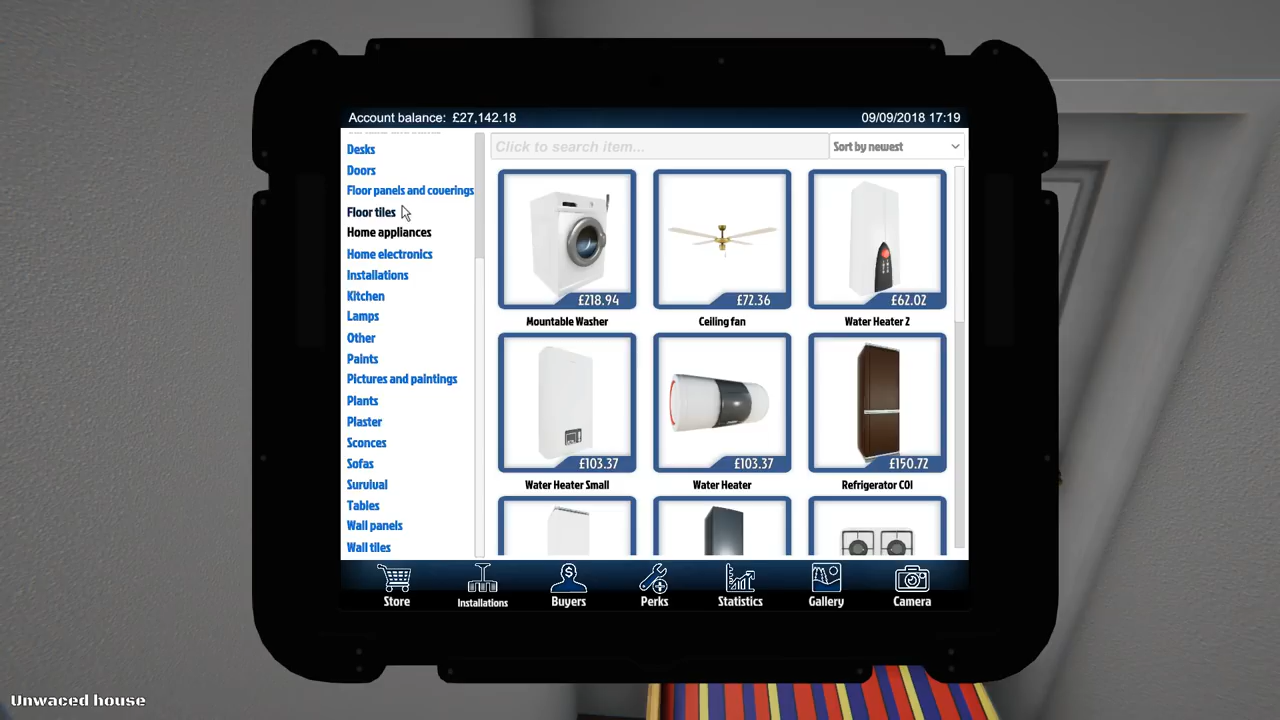 Account balance: £27,142.18
09/09/2018 17:19
Desks
Doors
Floor panels and coverings
Floor tiles
Home appliances
Home electronics
Installations
Kitchen
Lamps
Other
Paints
Pictures and paintings
Plants
Plaster
Sconces
Sofas
Survival
Tables
Wall panels
Wall tiles
Click to search item...
Sort by newest
£218.94
£72.36
£62.02
Mountable Washer
Ceiling fan
Water Heater 2
£103.37
£103.37
£150.72
Water Heater Small
Water Heater
Refrigerator C01
Store
Installations
Buyers
Perks
Statistics
Gallery
Camera
Unwaced house